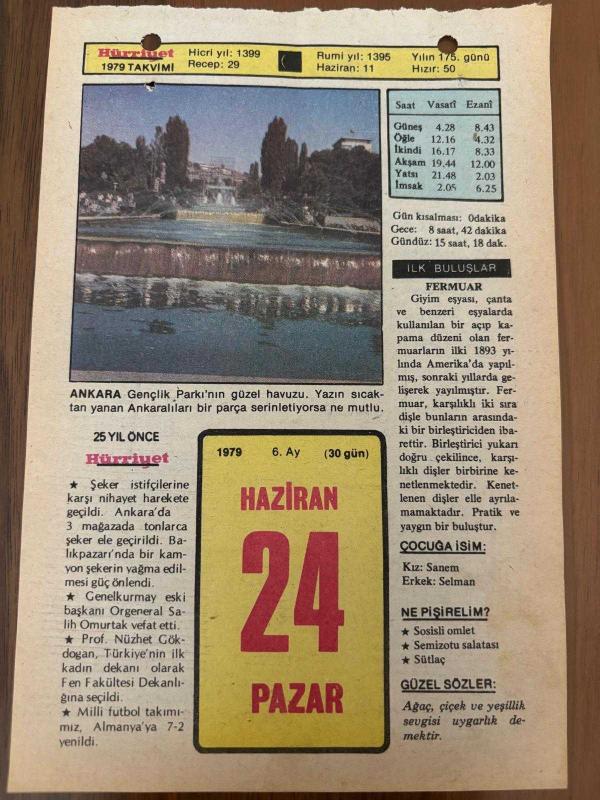 Hürriyet
1979 TAKVİMİ
Hicri yıl: 1399
Recep: 29
Rumi yıl: 1395
Haziran: 11
Yılın 175. günü
Hızır: 50
Saat Vasatî Ezanî
Güneş 4.28 8.43
Öğle 12.16 4.32
İkindi 16.17 8.33
Akşam 19.44 12.00
Yatsı 21.48 2.03
İmsak 2.05 6.25
Gün kısalması: 0dakika
Gece: 8 saat, 42 dakika
Gündüz: 15 saat, 18 dak.
İLK BULUŞLAR
FERMUAR
Giyim eşyası, çanta
ve benzeri eşyalarda
kullanılan bir açıp ka-
pama düzeni olan fer-
muarların ilki 1893 yı-
lında Amerika'da yapıl-
mış, sonraki yıllarda ge-
lişerek yayılmıştır. Fer-
muar, karşılıklı iki sıra
dişle bunların arasında-
ki bir birleştiriciden iba-
rettir. Birleştirici yukarı
doğru çekilince, karşı-
lıklı dişler birbirine ke-
netlenmektedir. Kenet-
lenen dişler elle ayrıla-
mamaktadır. Pratik ve
yaygın bir buluştur.
ÇOCUĞA İSİM:
Kız: Sanem
Erkek: Selman
NE PİŞİRELİM?
★ Sosisli omlet
★ Semizotu salatası
★ Sütlaç
GÜZEL SÖZLER:
Ağaç, çiçek ve yeşillik
sevgisi uygarlık de-
mektir.
ANKARA Gençlik Parkı'nın güzel havuzu. Yazın sıcak-
tan yanan Ankaralıları bir parça serinletiyorsa ne mutlu.
25 YIL ÖNCE
Hürriyet
★ Şeker istifçilerine
karşı nihayet harekete
geçildi. Ankara'da
3 mağazada tonlarca
şeker ele geçirildi. Ba-
lıkpazarı'nda bir kam-
yon şekerin yağma edil-
mesi güç önlendi.
★ Genelkurmay eski
başkanı Orgeneral Sa-
lih Omurtak vefat etti.
★ Prof. Nüzhet Gök-
dogan, Türkiye'nin ilk
kadın dekanı olarak
Fen Fakültesi Dekanlı-
ğına seçildi.
★ Milli futbol takımı-
mız, Almanya'ya 7-2
yenildi.
1979 6. Ay (30 gün)
HAZİRAN
24
PAZAR